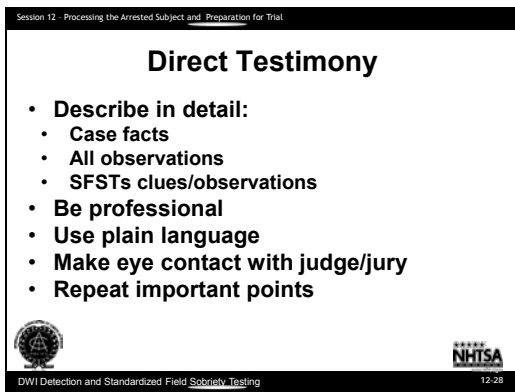 Session 12 - Processing the Arrested Subject and Preparation for Trial
Direct Testimony
• Describe in detail:
• Case facts
• All observations
• SFSTs clues/observations
• Be professional
• Use plain language
• Make eye contact with judge/jury
• Repeat important points
NHTSA
DWI Detection and Standardized Field Sobriety Testing
12-28